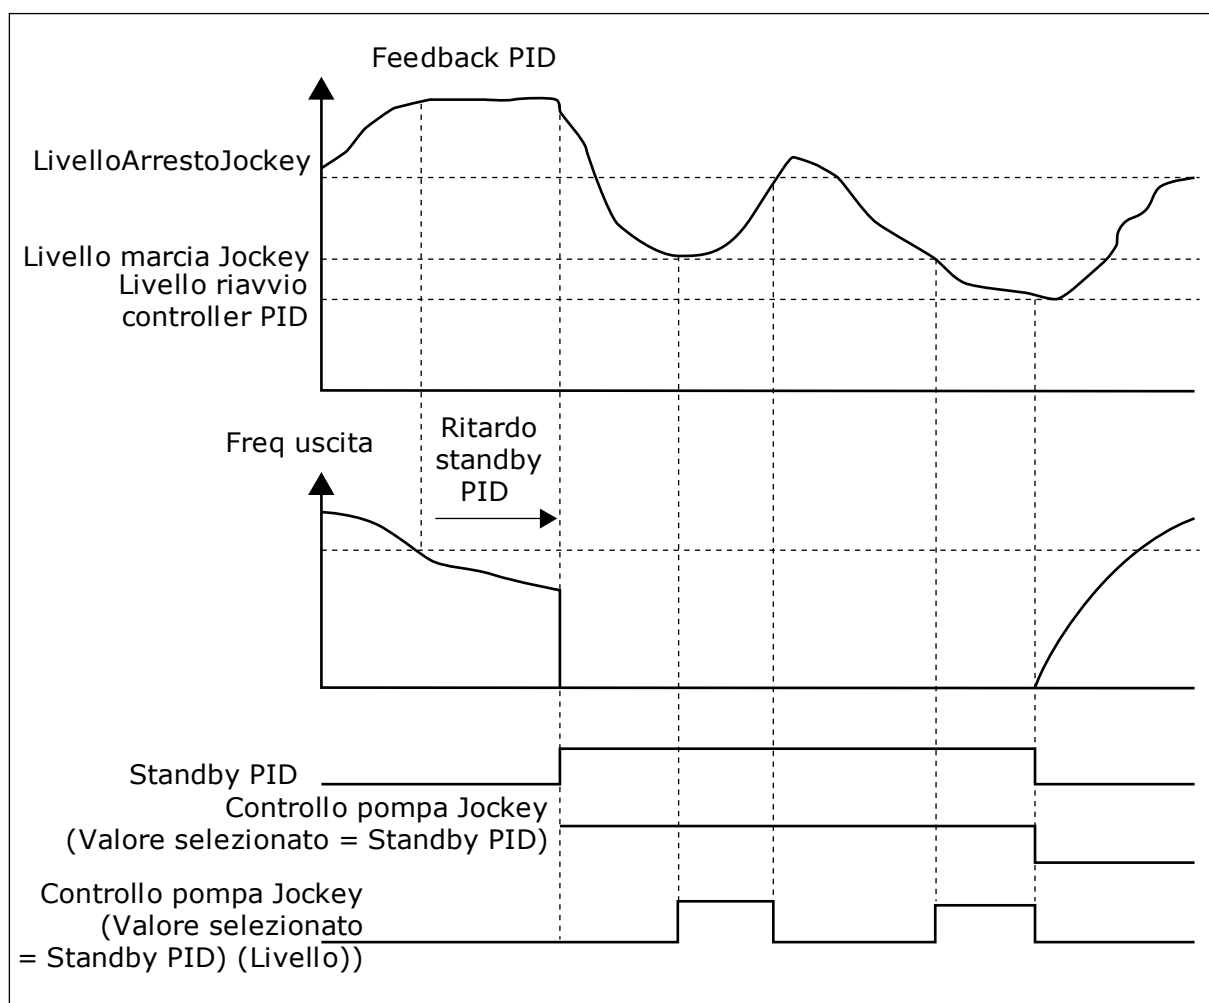 Feedback PID
LivelloArrestoJockey
Livello marcia Jockey
Livello riavvio
controller PID
Freq uscita
Ritardo
standby
PID
Standby PID
Controllo pompa Jockey
(Valore selezionato = Standby PID)
Controllo pompa Jockey
(Valore selezionato
= Standby PID) (Livello))